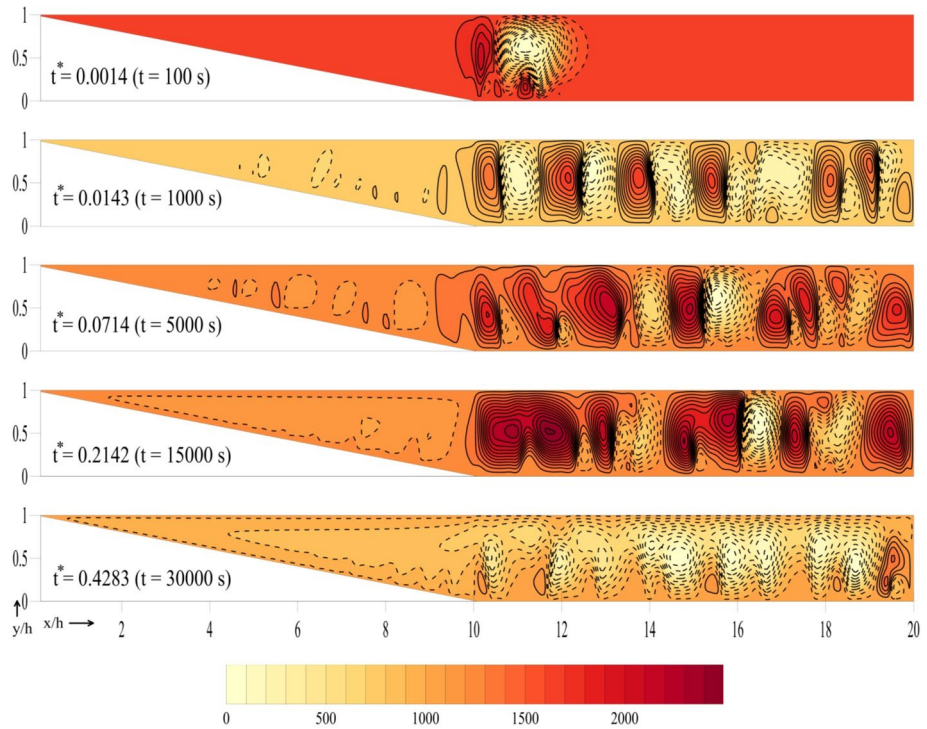 1
0.5
0
t* = 0.0014 (t = 100 s)
1
0.5
0
t* = 0.0143 (t = 1000 s)
1
0.5
0
t* = 0.0714 (t = 5000 s)
1
0.5
0
t* = 0.2142 (t = 15000 s)
1
0.5
0
t* = 0.4283 (t = 30000 s)
y/h x/h 2 4 6 8 10 12 14 16 18 20
0 500 1000 1500 2000